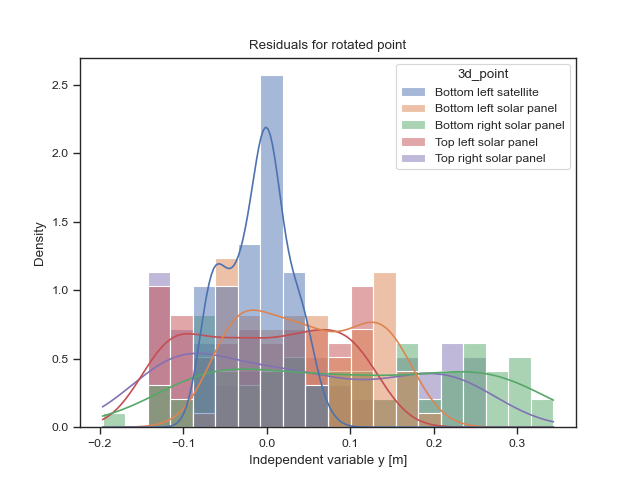 Residuals for rotated point
3d_point
Bottom left satellite
Bottom left solar panel
Bottom right solar panel
Top left solar panel
Top right solar panel
Density
2.5
2.0
1.5
1.0
0.5
0.0
−0.2 −0.1 0.0 0.1 0.2 0.3
Independent variable y [m]